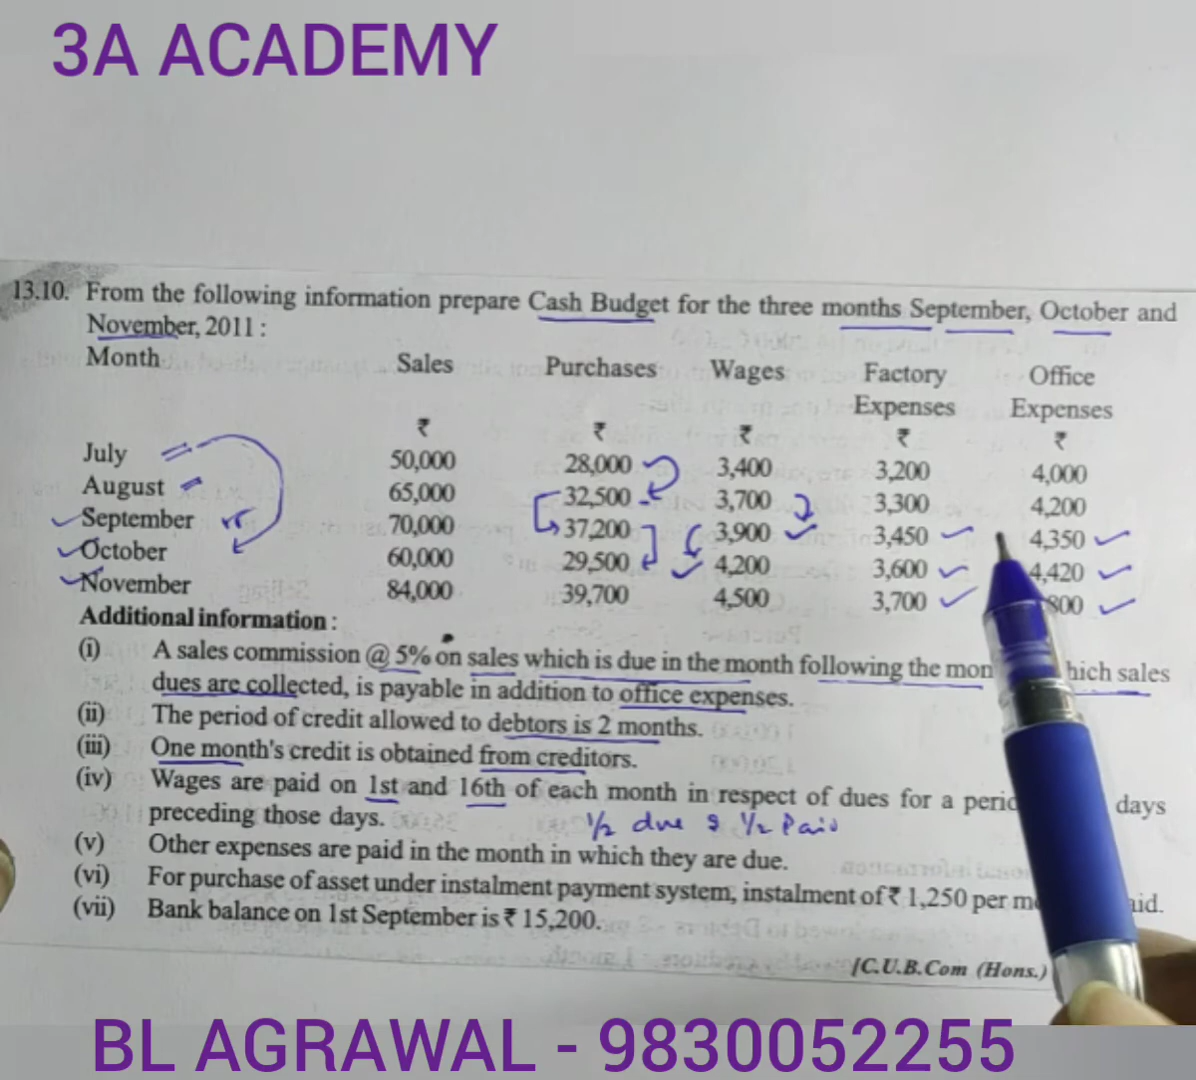 3A ACADEMY
13.10. From the following information prepare Cash Budget for the three months September, October and
November, 2011 :
Month Sales Purchases Wages Factory Office
Expenses Expenses
₹ ₹ ₹ ₹ ₹
July 50,000 28,000 3,400 3,200 4,000
August 65,000 32,500 3,700 3,300 4,200
September 70,000 37,200 3,900 3,450 4,350
October 60,000 29,500 4,200 3,600 4,420
November 84,000 39,700 4,500 3,700 800
Additional information :
(i) A sales commission @ 5% on sales which is due in the month following the mon hich sales
dues are collected, is payable in addition to office expenses.
(ii) The period of credit allowed to debtors is 2 months.
(iii) One month's credit is obtained from creditors.
(iv) Wages are paid on 1st and 16th of each month in respect of dues for a perio days
preceding those days. 1/2 due & 1/2 Paid
(v) Other expenses are paid in the month in which they are due.
(vi) For purchase of asset under instalment payment system, instalment of ₹ 1,250 per m aid.
(vii) Bank balance on 1st September is ₹ 15,200.
[C.U.B.Com (Hons.)
BL AGRAWAL - 9830052255